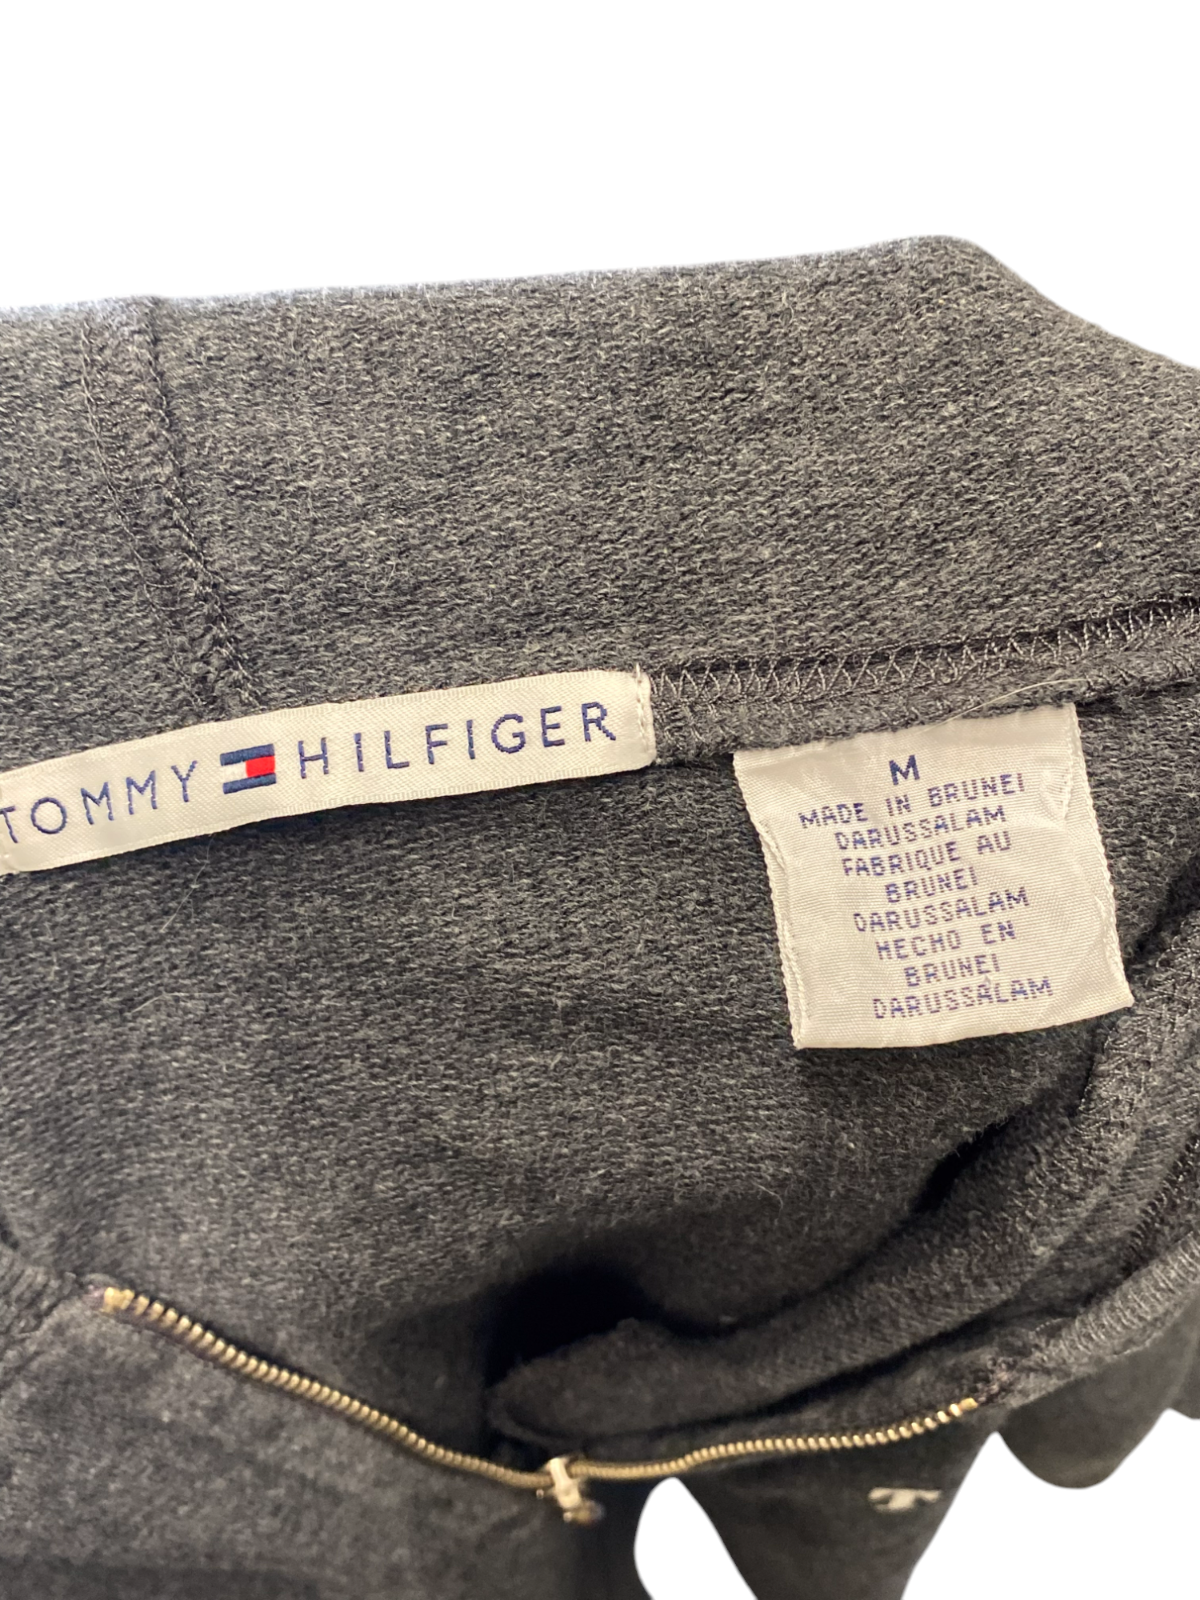 TOMMY HILFIGER
M
MADE IN BRUNEI
DARUSSALAM
FABRIQUE AU
BRUNEI
DARUSSALAM
HECHO EN
BRUNEI
DARUSSALAM